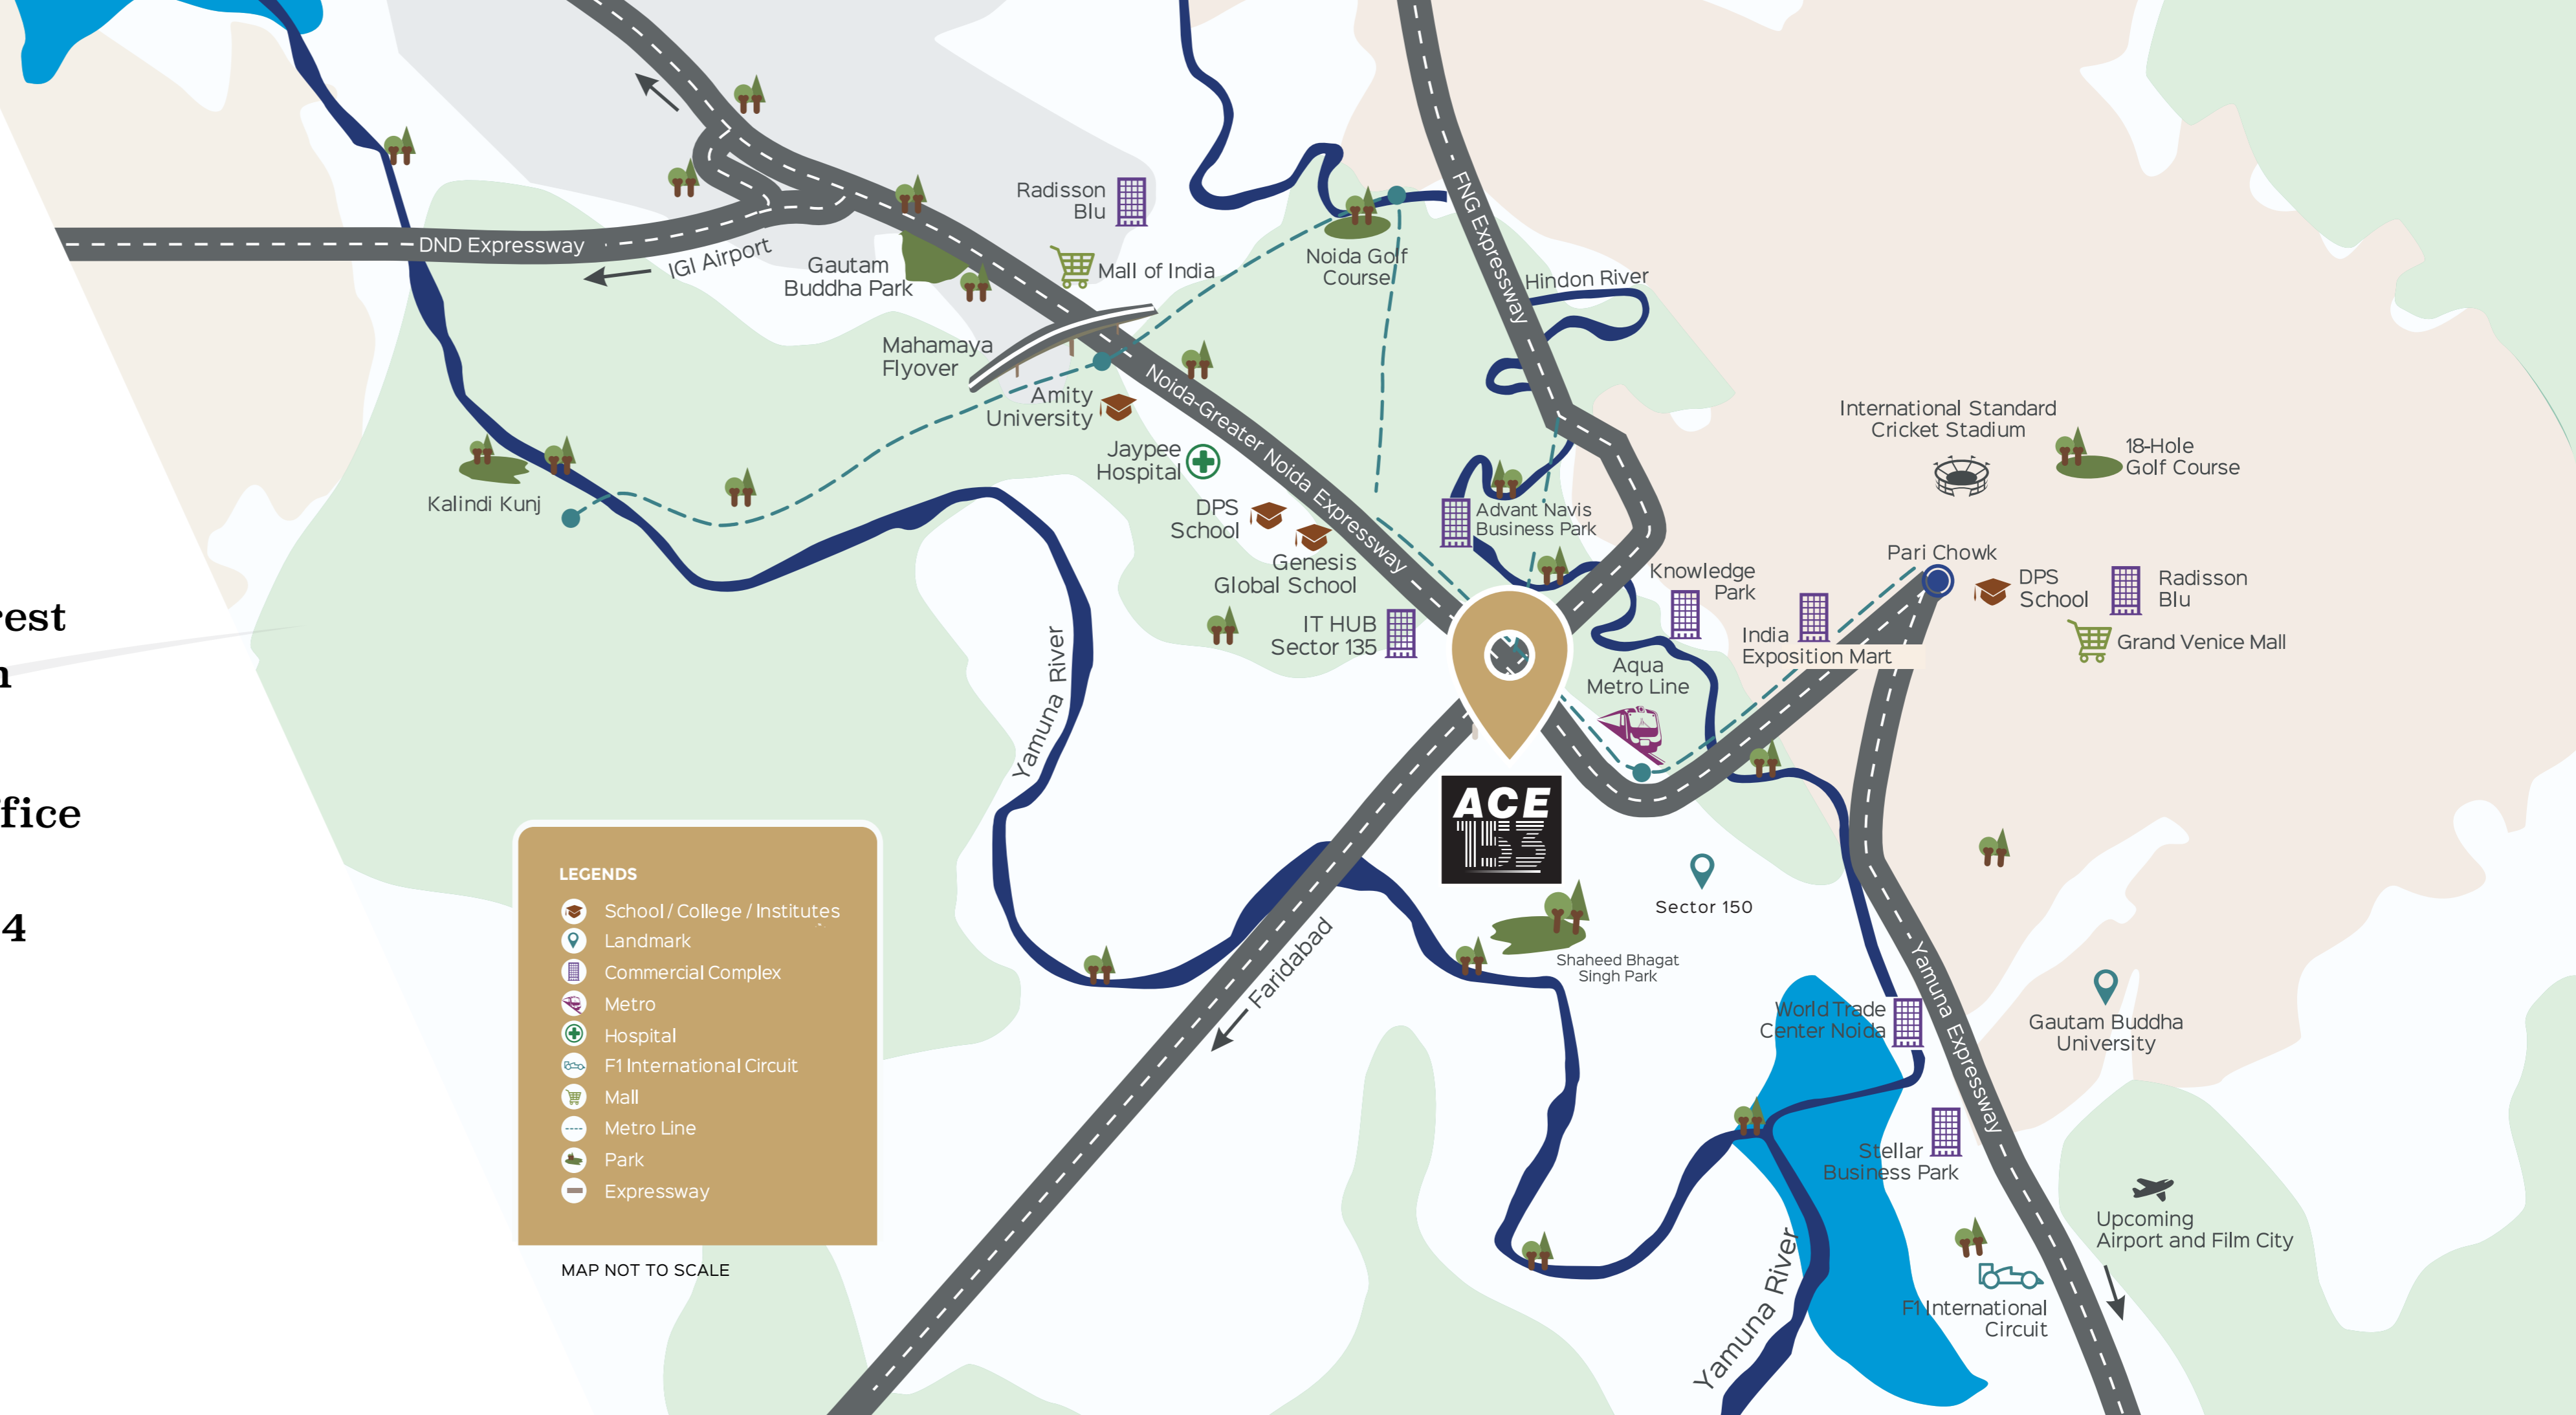 DND Expressway
IGI Airport
Gautam
Buddha Park
Radisson
Blu
Mall of India
Mahamaya
Flyover
Amity
University
Noida Golf
Course
FNG Expressway
Hindon River
Noida-Greater Noida Expressway
Jaypee
Hospital
DPS
School
Genesis
Global School
IT HUB
Sector 135
Kalindi Kunj
Yamuna River
Advant Navis
Business Park
Knowledge
Park
India
Exposition Mart
Aqua
Metro Line
International Standard
Cricket Stadium
18-Hole
Golf Course
Pari Chowk
DPS
School
Radisson
Blu
Grand Venice Mall
ACE
153
Sector 150
Shaheed Bhagat
Singh Park
Faridabad
World Trade
Center Noida
Yamuna Expressway
Gautam Buddha
University
Stellar
Business Park
Upcoming
Airport and Film City
F1 International
Circuit
Yamuna River
rest
n
ffice
4
LEGENDS
School / College / Institutes
Landmark
Commercial Complex
Metro
Hospital
F1 International Circuit
Mall
Metro Line
Park
Expressway
MAP NOT TO SCALE